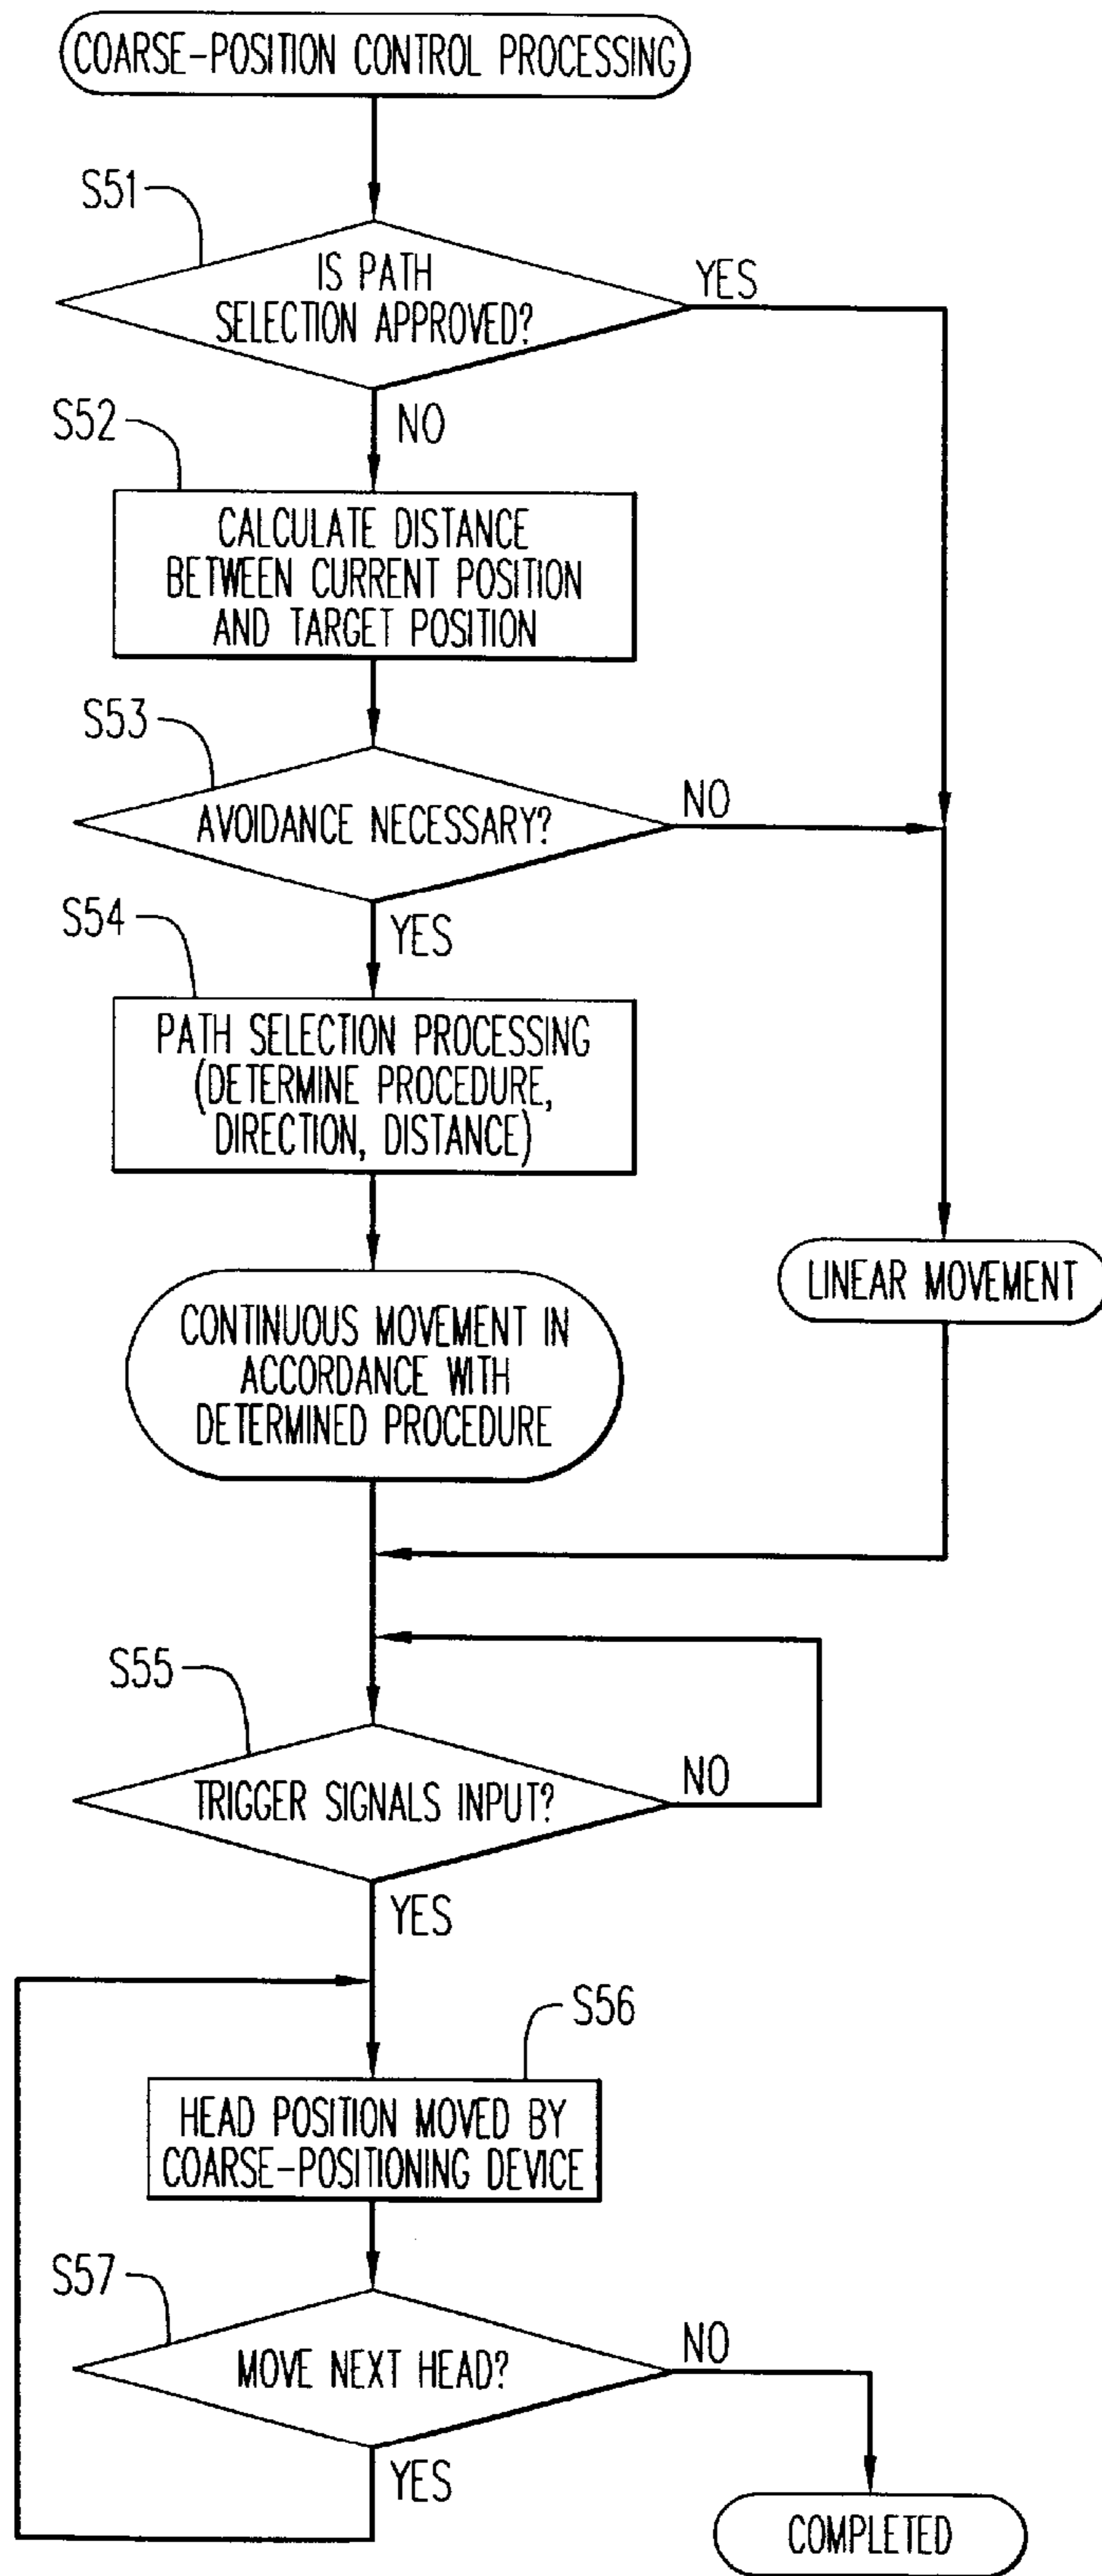 COARSE-POSITION CONTROL PROCESSING
S51
IS PATH
SELECTION APPROVED?
YES
NO
S52
CALCULATE DISTANCE
BETWEEN CURRENT POSITION
AND TARGET POSITION
S53
AVOIDANCE NECESSARY?
NO
YES
S54
PATH SELECTION PROCESSING
(DETERMINE PROCEDURE,
DIRECTION, DISTANCE)
LINEAR MOVEMENT
CONTINUOUS MOVEMENT IN
ACCORDANCE WITH
DETERMINED PROCEDURE
S55
TRIGGER SIGNALS INPUT?
NO
YES
S56
HEAD POSITION MOVED BY
COARSE-POSITIONING DEVICE
S57
MOVE NEXT HEAD?
NO
YES
COMPLETED